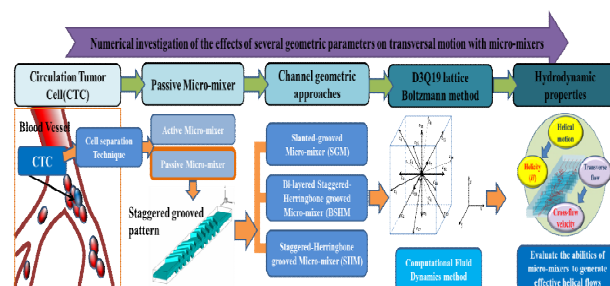 Numerical investigation of the effects of several geometric parameters on transversal motion with micro-mixers
Circulation Tumor
Cell(CTC)
Passive Micro-mixer
Channel geometric
approaches
D3Q19 lattice
Boltzmann method
Hydrodynamic
properties
Blood Vessel
CTC
Cell separation
Technique
Active Micro-mixer
Passive Micro-mixer
Staggered grooved
pattern
Slanted-grooved
Micro-mixer (SGM)
Bi-layered Staggered-
Herringbone grooved
Micro-mixer (BSHM)
Staggered-Herringbone
grooved Micro-mixer (SHM)
Computational Fluid
Dynamics method
Helical
motion
Helicity
(H)
Transverse
flow
Cross-flow
velocity
Evaluate the abilities of
micro-mixers to generate
effective helical flows